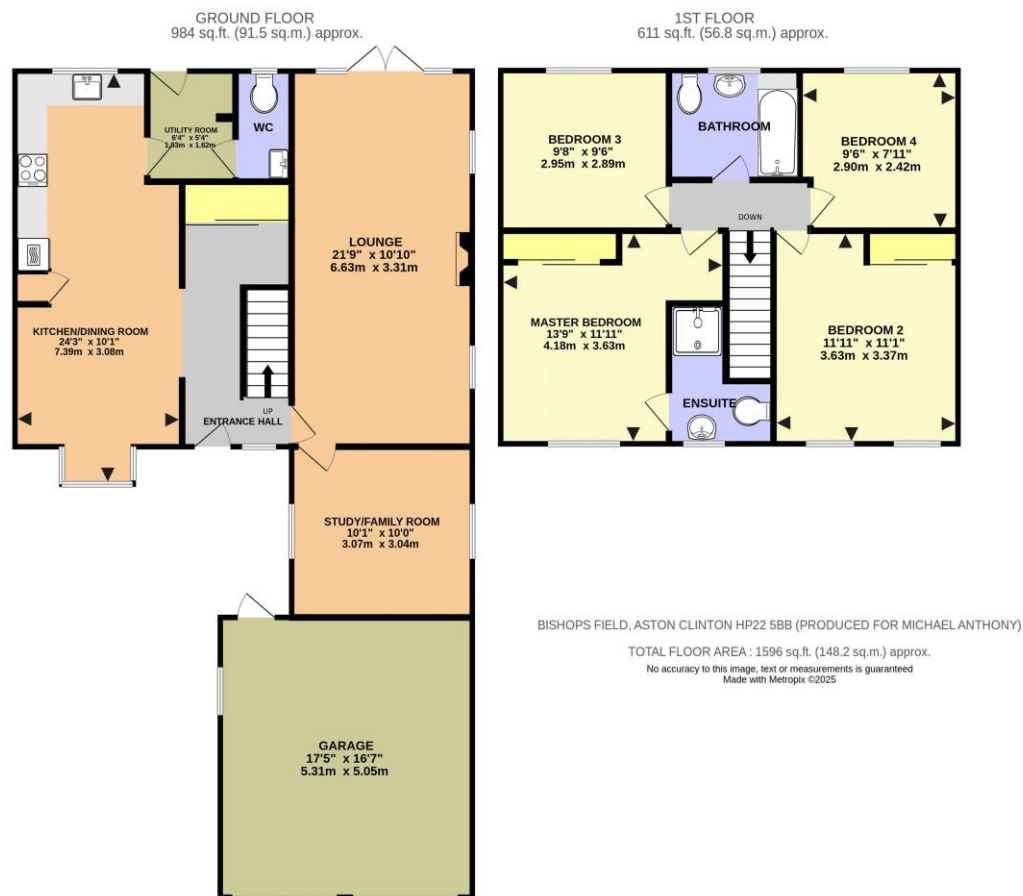 GROUND FLOOR
984 sq.ft. (91.5 sq.m.) approx.
UTILITY ROOM
6'4" x 5'4"
1.93m x 1.62m
WC
LOUNGE
21'9" x 10'10"
6.63m x 3.31m
KITCHEN/DINING ROOM
24'3" x 10'1"
7.39m x 3.08m
UP
ENTRANCE HALL
STUDY/FAMILY ROOM
10'1" x 10'0"
3.07m x 3.04m
GARAGE
17'5" x 16'7"
5.31m x 5.05m
1ST FLOOR
611 sq.ft. (56.8 sq.m.) approx.
BEDROOM 3
9'8" x 9'6"
2.95m x 2.89m
BATHROOM
BEDROOM 4
9'6" x 7'11"
2.90m x 2.42m
DOWN
MASTER BEDROOM
13'9" x 11'11"
4.18m x 3.63m
BEDROOM 2
11'11" x 11'1"
3.63m x 3.37m
ENSUITE
BISHOPS FIELD, ASTON CLINTON HP22 5BB (PRODUCED FOR MICHAEL ANTHONY)
TOTAL FLOOR AREA : 1596 sq.ft. (148.2 sq.m.) approx.
No accuracy to this image, text or measurements is guaranteed
Made with Metropix ©2025